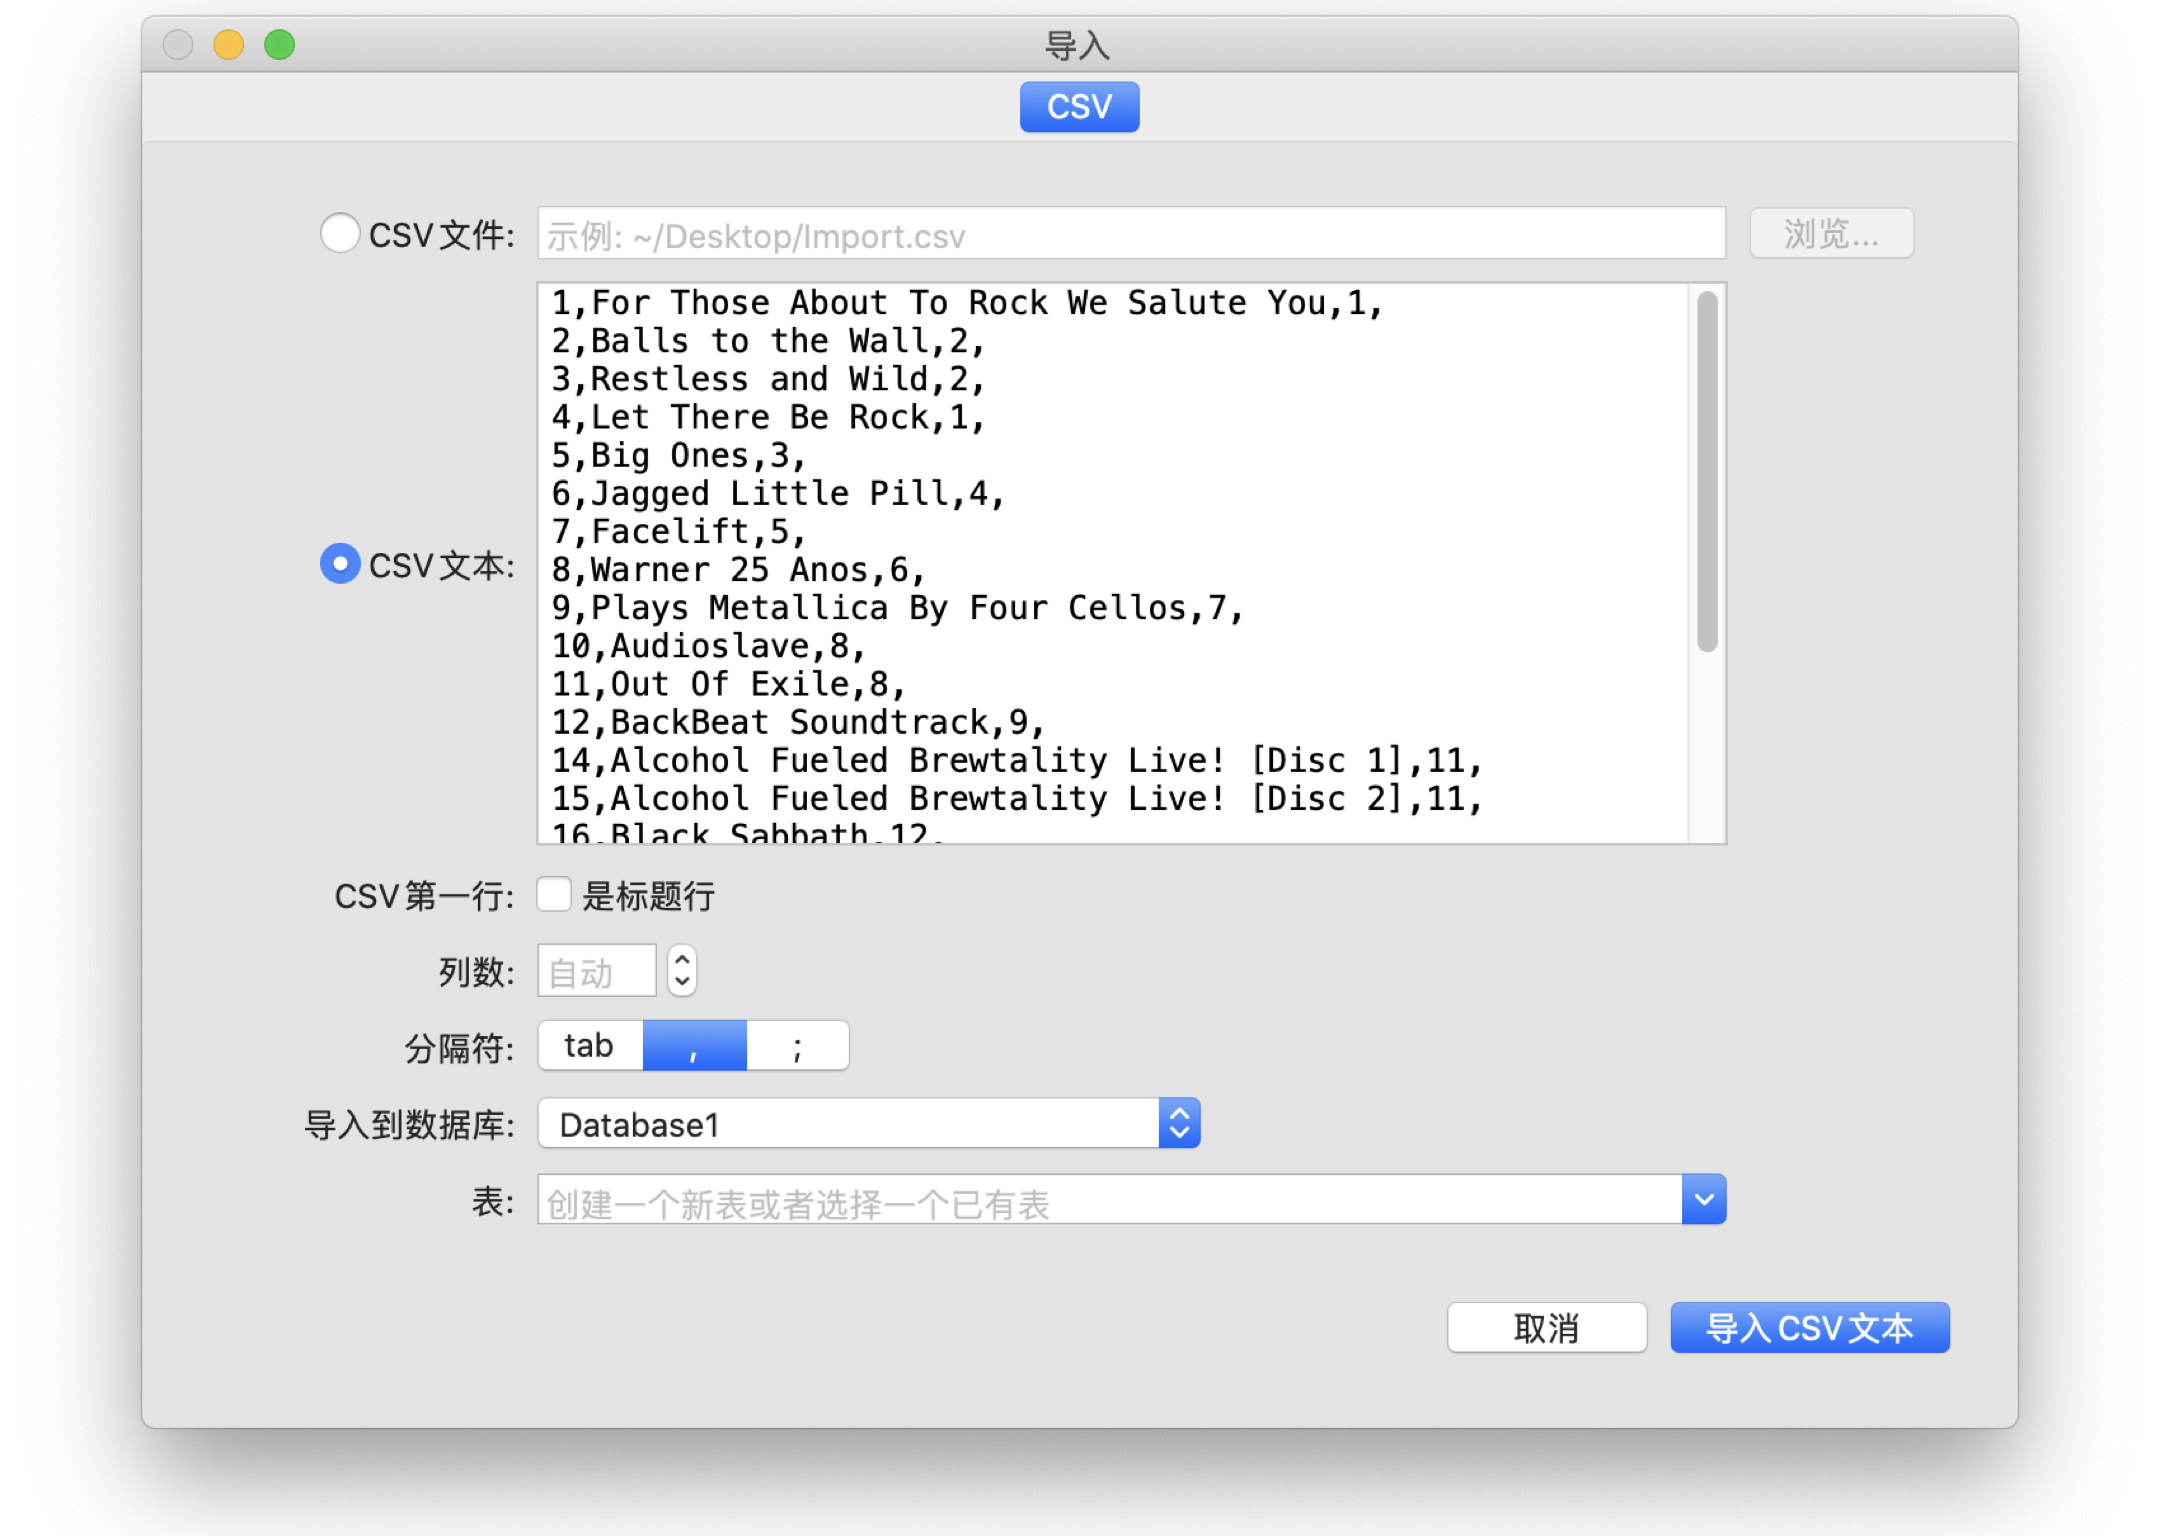 导入
CSV
CSV文件: 示例: ~/Desktop/Import.csv 浏览...
CSV文本:
1,For Those About To Rock We Salute You,1,
2,Balls to the Wall,2,
3,Restless and Wild,2,
4,Let There Be Rock,1,
5,Big Ones,3,
6,Jagged Little Pill,4,
7,Facelift,5,
8,Warner 25 Anos,6,
9,Plays Metallica By Four Cellos,7,
10,Audioslave,8,
11,Out Of Exile,8,
12,BackBeat Soundtrack,9,
14,Alcohol Fueled Brewtality Live! [Disc 1],11,
15,Alcohol Fueled Brewtality Live! [Disc 2],11,
16,Black Sabbath,12,
CSV第一行: 是标题行
列数: 自动
分隔符: tab , ;
导入到数据库: Database1
表: 创建一个新表或者选择一个已有表
取消 导入CSV文本